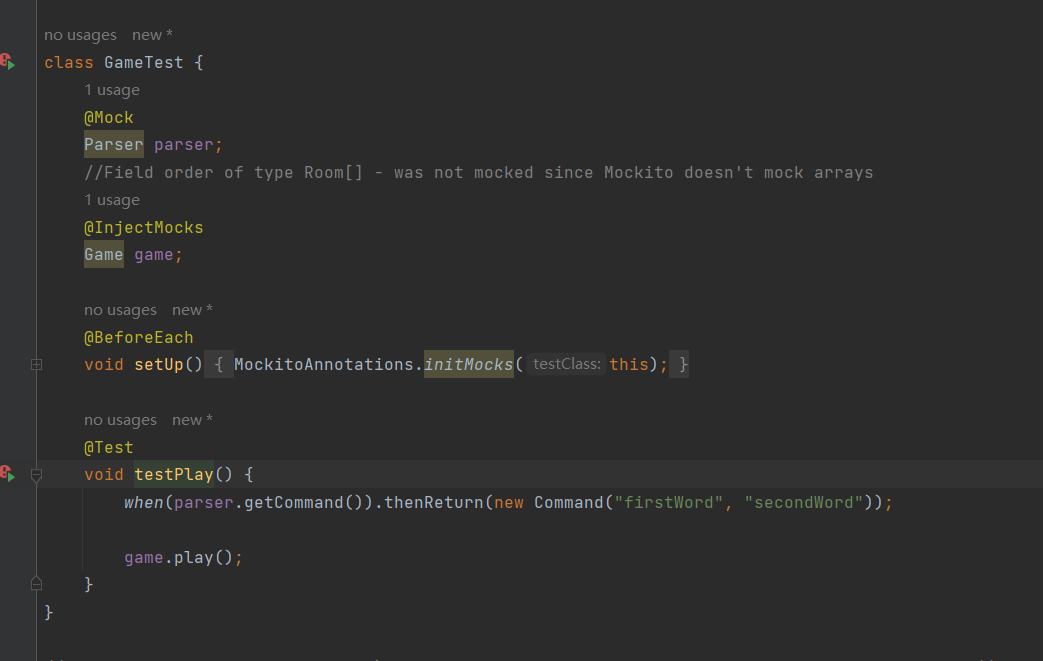 no usages new *
class GameTest {
1 usage
@Mock
Parser parser;
//Field order of type Room[] - was not mocked since Mockito doesn't mock arrays
1 usage
@InjectMocks
Game game;
no usages new *
@BeforeEach
void setUp() { MockitoAnnotations.initMocks( testClass: this); }
no usages new *
@Test
void testPlay() {
when(parser.getCommand()).thenReturn(new Command("firstWord", "secondWord"));
game.play();
}
}